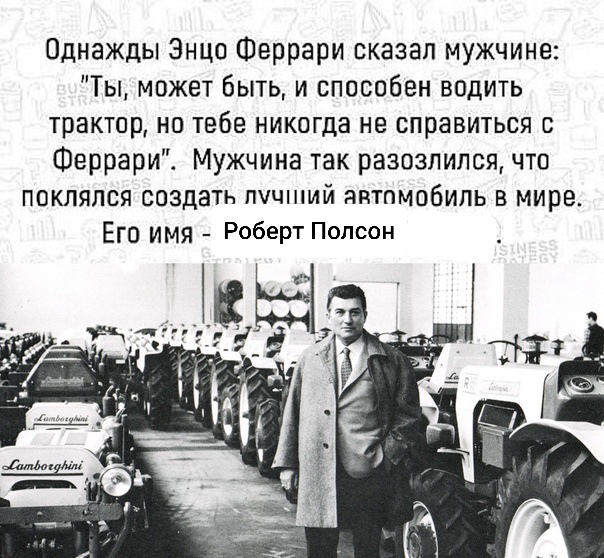 Однажды Энцо Феррари сказал мужчине:
"Ты, может быть, и способен водить
трактор, но тебе никогда не справиться с
Феррари". Мужчина так разозлился, что
поклялся создать лучший автомобиль в мире.
Его имя - Роберт Полсон .
Lamborghini
Lamborghini